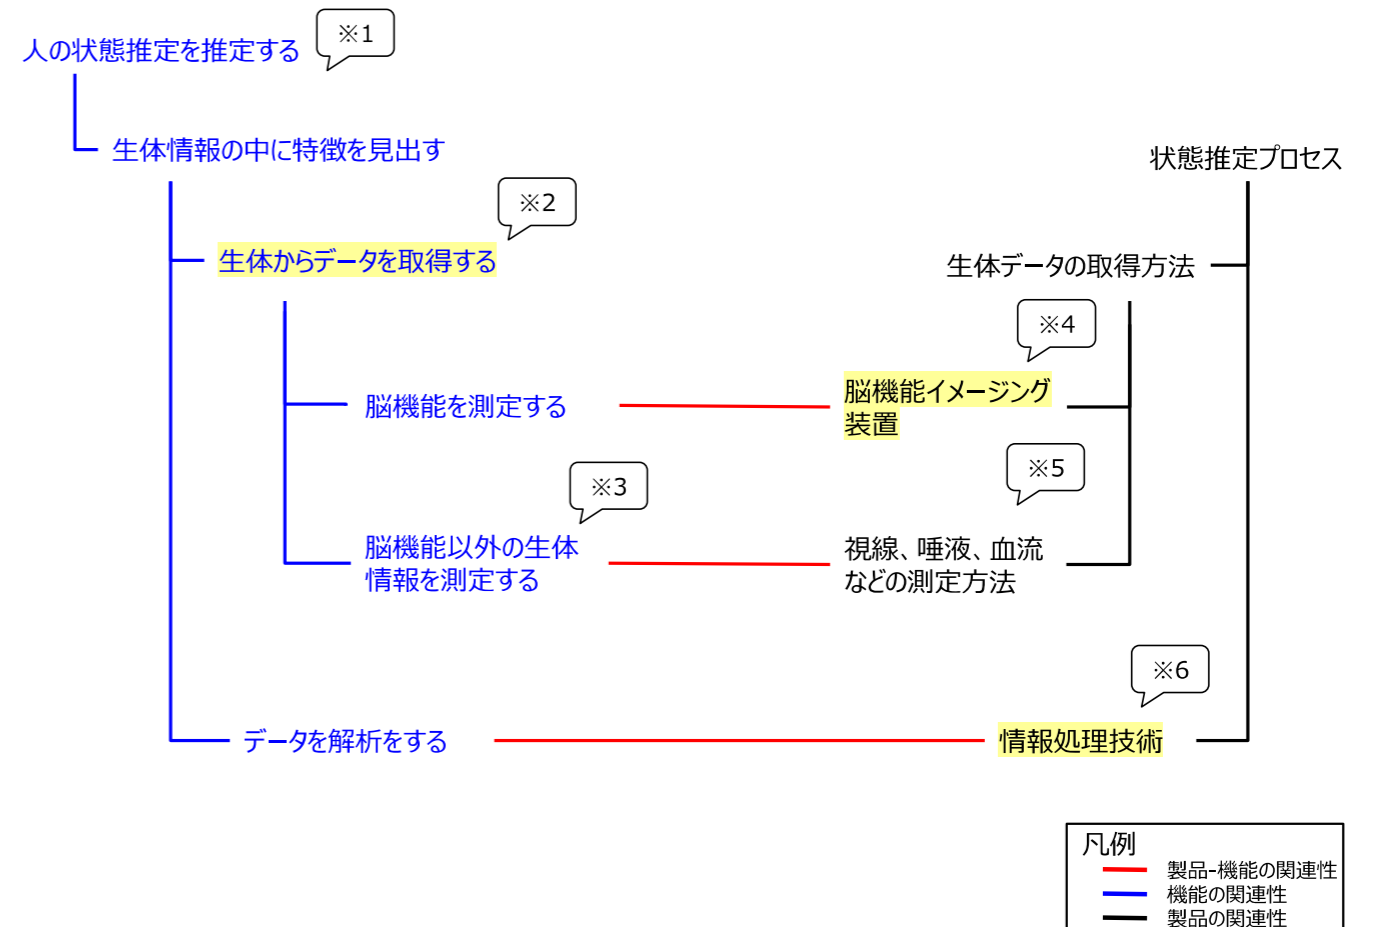 人の状態推定を推定する
※1
生体情報の中に特徴を見出す
状態推定プロセス
※2
生体からデータを取得する
生体データの取得方法
※4
脳機能を測定する
脳機能イメージング
装置
※3
※5
脳機能以外の生体
情報を測定する
視線、唾液、血流
などの測定方法
※6
データを解析をする
情報処理技術
凡例
製品-機能の関連性
機能の関連性
製品の関連性